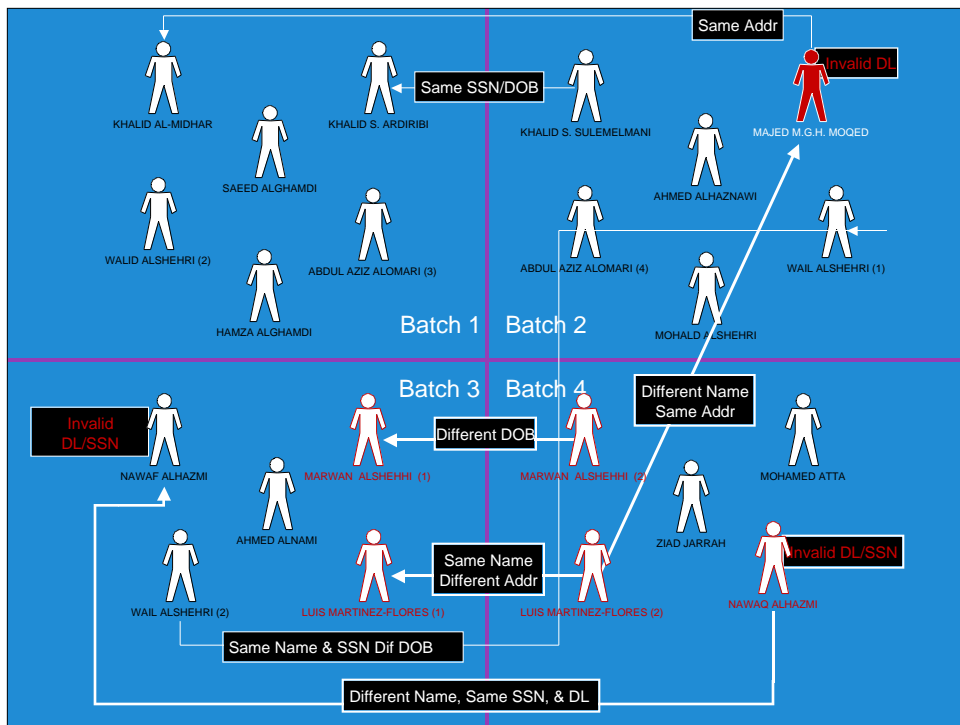 Same Addr
Invalid DL
Same SSN/DOB
KHALID AL-MIDHAR
KHALID S. ARDIRIBI
KHALID S. SULEMELMANI
MAJED M.G.H. MOQED
SAEED ALGHAMDI
AHMED ALHAZNAWI
WALID ALSHEHRI (2)
ABDUL AZIZ ALOMARI (3)
ABDUL AZIZ ALOMARI (4)
WAIL ALSHEHRI (1)
HAMZA ALGHAMDI
MOHALD ALSHEHRI
Batch 1
Batch 2
Batch 3
Batch 4
Different Name
Same Addr
Invalid
DL/SSN
Different DOB
NAWAF ALHAZMI
MARWAN ALSHEHHI (1)
MARWAN ALSHEHHI (2)
MOHAMED ATTA
AHMED ALNAMI
ZIAD JARRAH
Same Name
Different Addr
Invalid DL/SSN
WAIL ALSHEHRI (2)
LUIS MARTINEZ-FLORES (1)
LUIS MARTINEZ-FLORES (2)
NAWAQ ALHAZMI
Same Name & SSN Dif DOB
Different Name, Same SSN, & DL